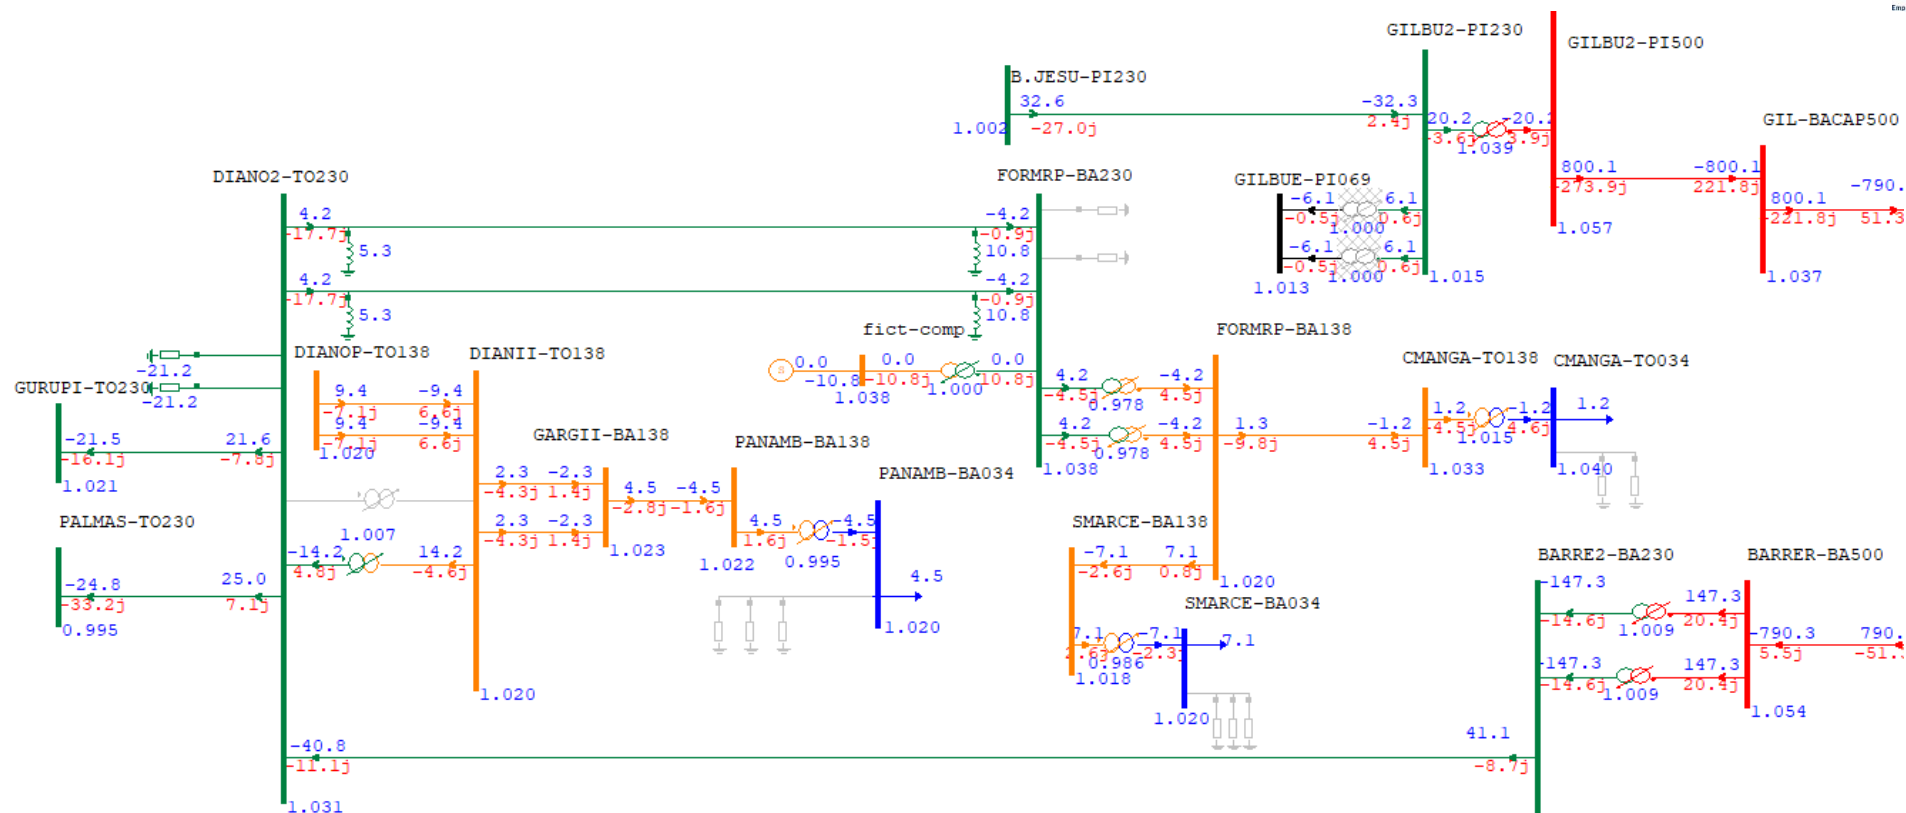 Emp
GILBU2-PI230
GILBU2-PI500
B.JESU-PI230
32.6
-27.0j
1.002
-32.3
2.4j
20.2
-3.6j
1.039
-20.2
3.9j
GIL-BACAP500
800.1
-273.9j
-800.1
221.8j
800.1
-221.8j
-790.
51.3
1.057
1.037
DIANO2-TO230
FORMRP-BA230
GILBUE-PI069
-6.1
-0.5j
1.000
6.1
0.6j
-6.1
-0.5j
1.000
6.1
0.6j
1.013
1.015
4.2
-17.7j
5.3
-4.2
-0.9j
10.8
4.2
-17.7j
5.3
-4.2
-0.9j
10.8
fict-comp
0.0
-10.8
0.0
-10.8j
1.038
1.000
0.0
10.8j
FORMRP-BA138
4.2
-4.5j
0.978
-4.2
4.5j
4.2
-4.5j
0.978
-4.2
4.5j
1.038
1.3
-9.8j
-1.2
4.5j
CMANGA-TO138
CMANGA-TO034
1.2
-4.5j
1.015
-1.2
4.6j
1.2
1.033
1.040
-21.2
-21.2
DIANOP-TO138
DIANII-TO138
9.4
-7.1j
-9.4
6.6j
9.4
-7.1j
-9.4
6.6j
1.020
GURUPI-TO230
-21.5
-16.1j
21.6
-7.8j
1.021
GARGII-BA138
PANAMB-BA138
PANAMB-BA034
2.3
-4.3j
-2.3
1.4j
2.3
-4.3j
-2.3
1.4j
1.023
4.5
-2.8j
-4.5
-1.6j
4.5
1.6j
0.995
-4.5
-1.5j
1.022
4.5
1.020
PALMAS-TO230
1.007
-14.2
4.8j
14.2
-4.6j
-24.8
-33.2j
25.0
7.1j
0.995
1.020
SMARCE-BA138
-7.1
-2.6j
7.1
0.8j
1.020
SMARCE-BA034
7.1
2.6j
0.986
-7.1
-2.3j
7.1
1.018
1.020
BARRE2-BA230
BARRER-BA500
-147.3
-14.6j
1.009
147.3
20.4j
-147.3
-14.6j
1.009
147.3
20.4j
-790.3
5.5j
790.
1.054
-40.8
-11.1j
41.1
-8.7j
1.031